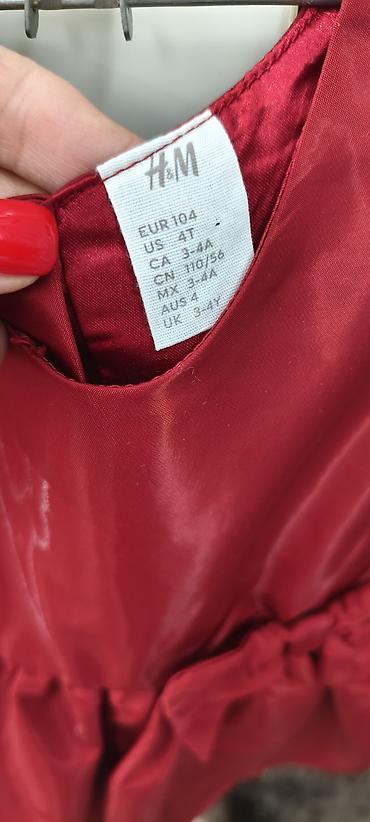 H&M
EUR 104
US 4T
CA 3-4A
CN 110/56
MX 3-4A
AUS 4
UK 3-4Y